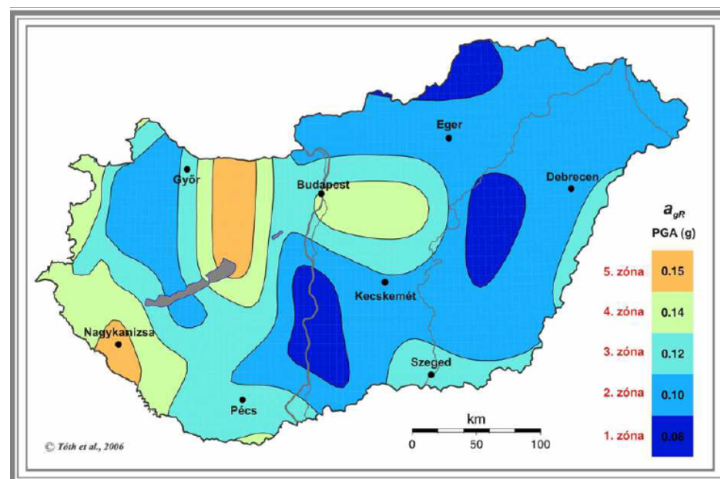 Eger
Győr
Budapest
Debrecen
a gR
PGA (g)
5. zóna 0.15
Kecskemét
4. zóna 0.14
Nagykanizsa
3. zóna 0.12
Szeged
2. zóna 0.10
Pécs
km
1. zóna 0.08
0 50 100
© Tóth et al., 2006